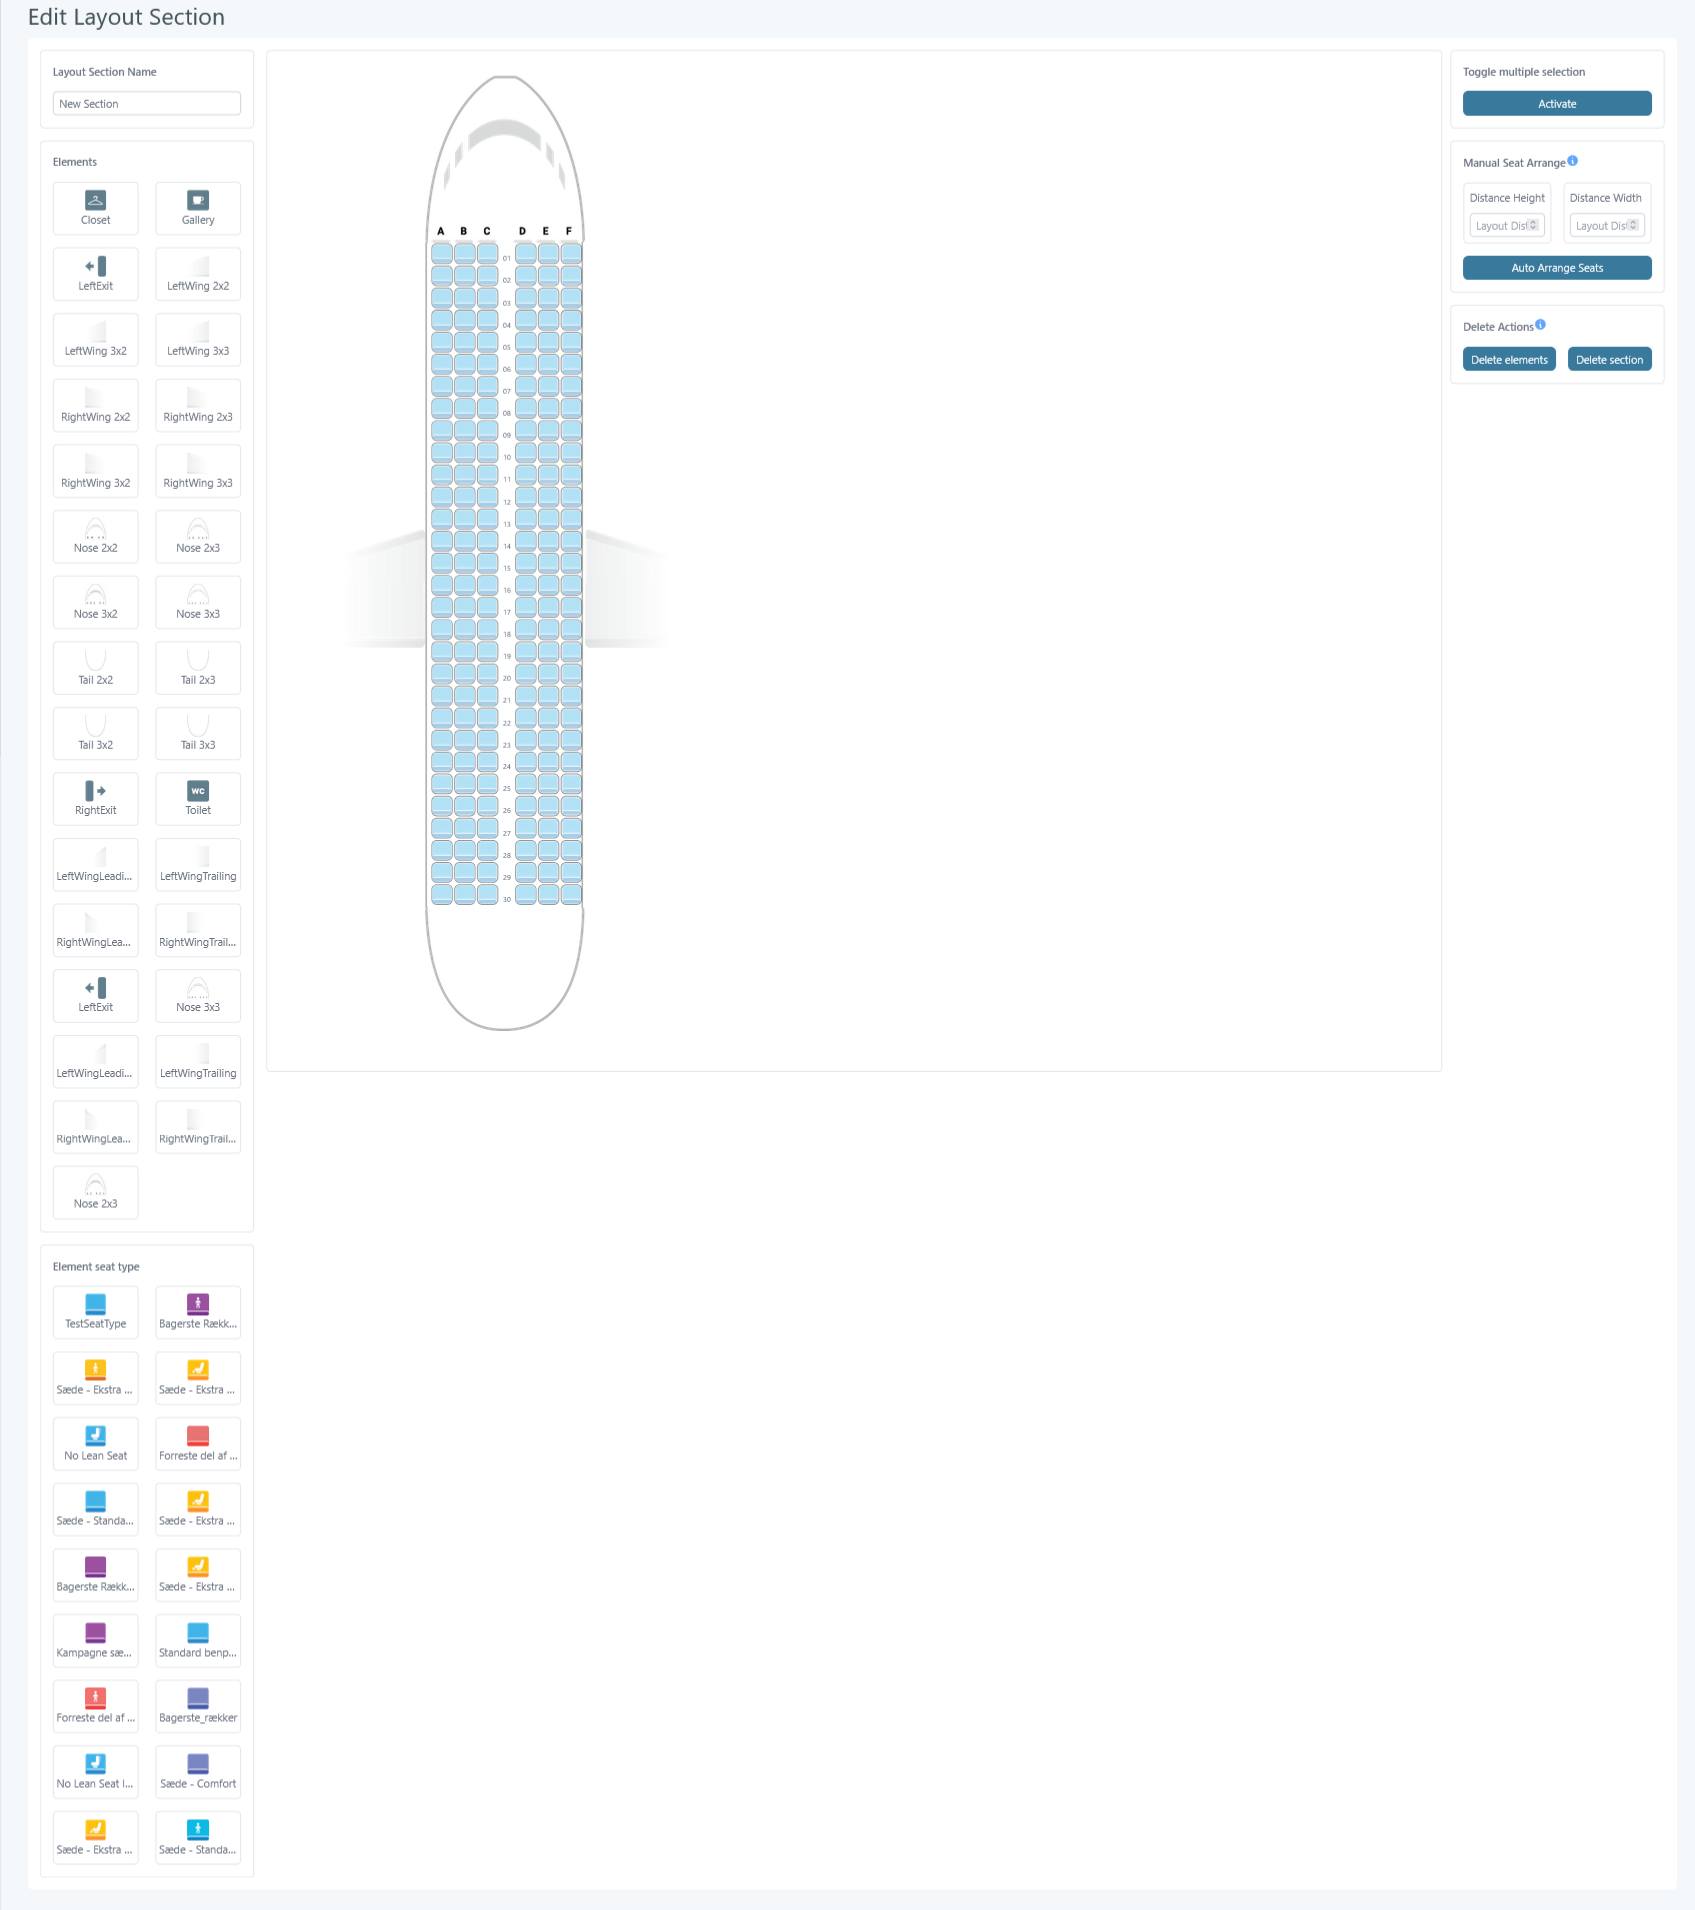 Edit Layout Section
Layout Section Name
New Section
Elements
Closet
Gallery
LeftExit
LeftWing 2x2
LeftWing 3x2
LeftWing 3x3
RightWing 2x2
RightWing 2x3
RightWing 3x2
RightWing 3x3
Nose 2x2
Nose 2x3
Nose 3x2
Nose 3x3
Tail 2x2
Tail 2x3
Tail 3x2
Tail 3x3
RightExit
WC
Toilet
LeftWingLeadi...
LeftWingTrailing
RightWingLea...
RightWingTrail...
LeftExit
Nose 3x3
LeftWingLeadi...
LeftWingTrailing
RightWingLea...
RightWingTrail...
Nose 2x3
Element seat type
TestSeatType
Bagerste Rækk...
Sæde - Ekstra ...
Sæde - Ekstra ...
No Lean Seat
Forreste del af ...
Sæde - Standa...
Sæde - Ekstra ...
Bagerste Rækk...
Sæde - Ekstra ...
Kampagne sæ...
Standard benp...
Forreste del af ...
Bagerste_rækker
No Lean Seat l...
Sæde - Comfort
Sæde - Ekstra ...
Sæde - Standa...
A B C D E F
01
02
03
04
05
06
07
08
09
10
11
12
13
14
15
16
17
18
19
20
21
22
23
24
25
26
27
28
29
30
Toggle multiple selection
Activate
Manual Seat Arrange
Distance Height
Distance Width
Layout Dis
Layout Dis
Auto Arrange Seats
Delete Actions
Delete elements
Delete section